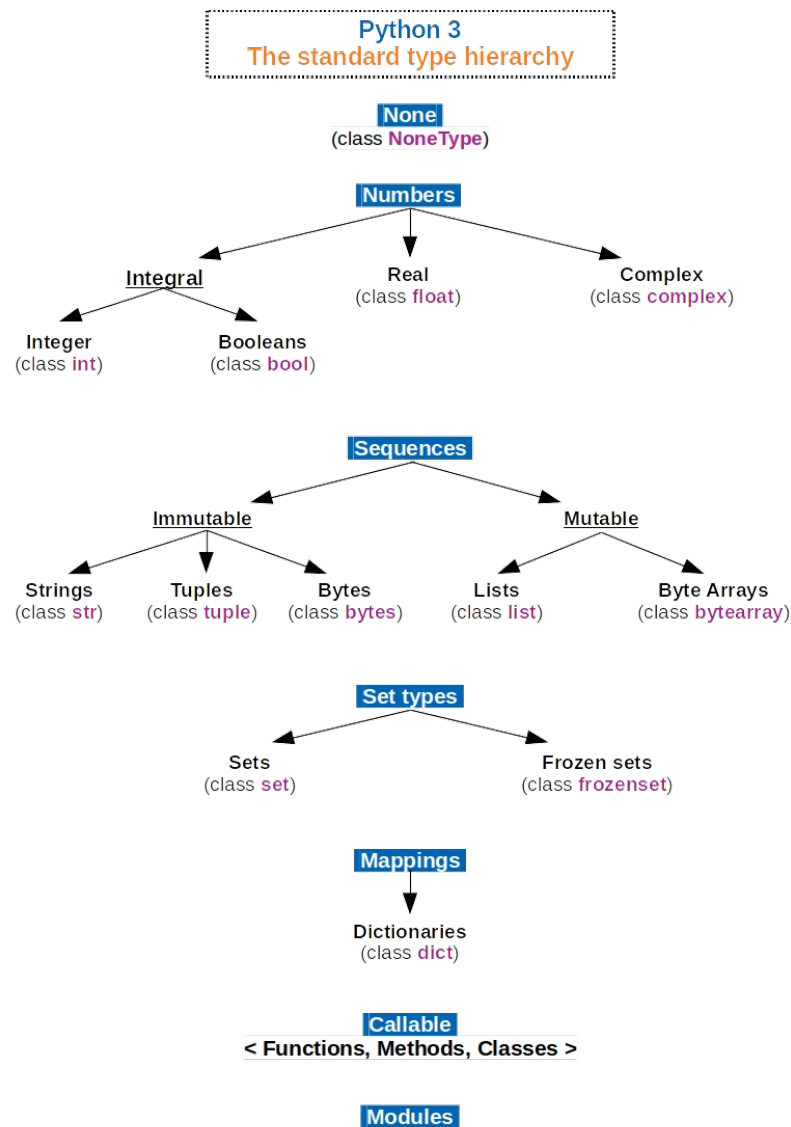 Python 3
The standard type hierarchy
None
(class NoneType)
Numbers
Integral
Real
(class float)
Complex
(class complex)
Integer
(class int)
Booleans
(class bool)
Sequences
Immutable
Mutable
Strings
(class str)
Tuples
(class tuple)
Bytes
(class bytes)
Lists
(class list)
Byte Arrays
(class bytearray)
Set types
Sets
(class set)
Frozen sets
(class frozenset)
Mappings
Dictionaries
(class dict)
Callable
< Functions, Methods, Classes >
Modules